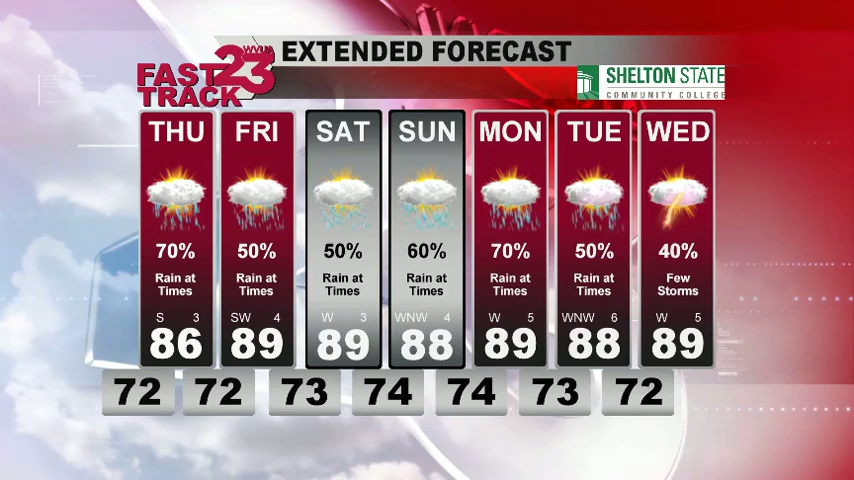 WVUA
23
FAST
TRACK
EXTENDED FORECAST
SHELTON STATE
COMMUNITY COLLEGE
THU FRI SAT SUN MON TUE WED
70% 50% 50% 60% 70% 50% 40%
Rain at Rain at Rain at Rain at Rain at Rain at Few
Times Times Times Times Times Times Storms
S 3 SW 4 W 3 WNW 4 W 5 WNW 6 W 5
86 89 89 88 89 88 89
72 72 73 74 74 73 72